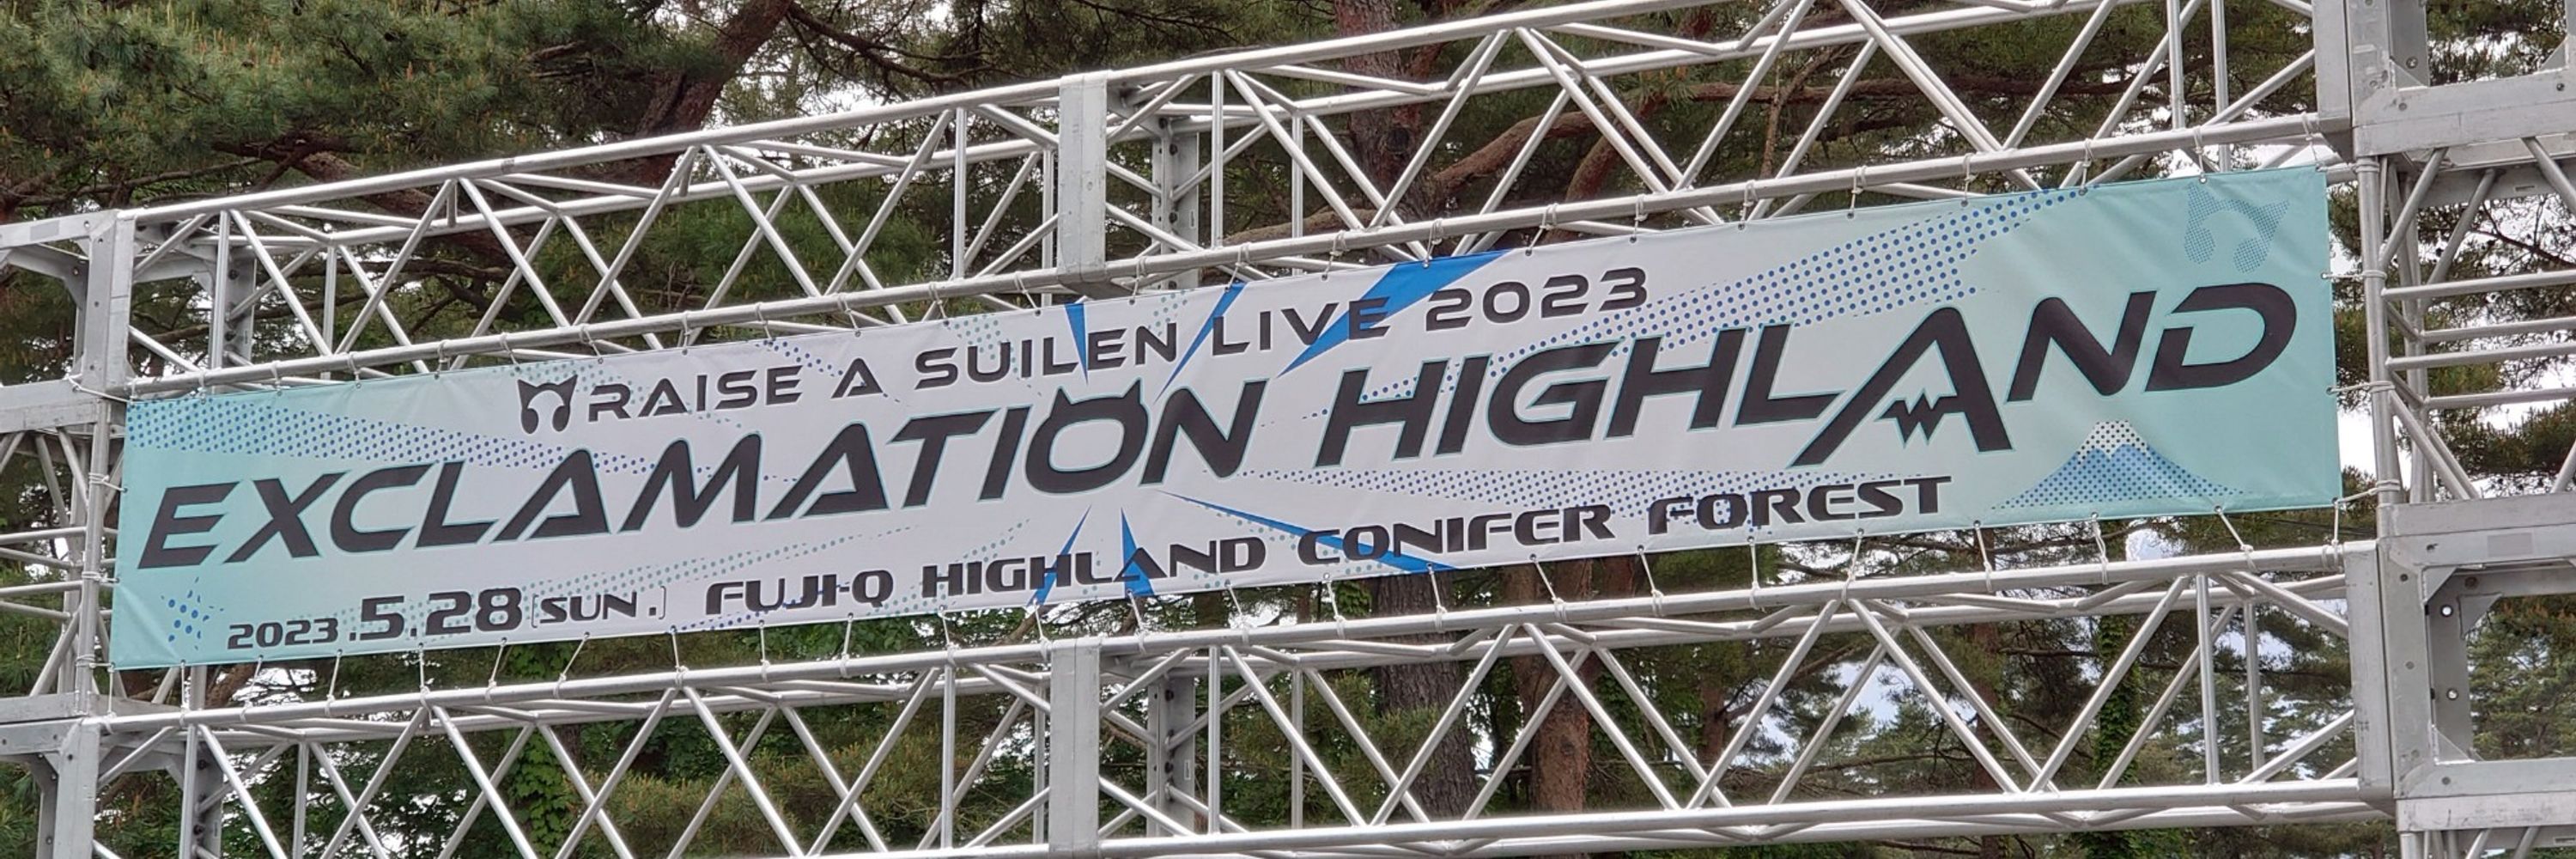 RAISE A SUILEN LIVE 2023
EXCLAMATION HIGHLAND
2023.5.28[SUN.] FUJI-Q HIGHLAND CONIFER FOREST